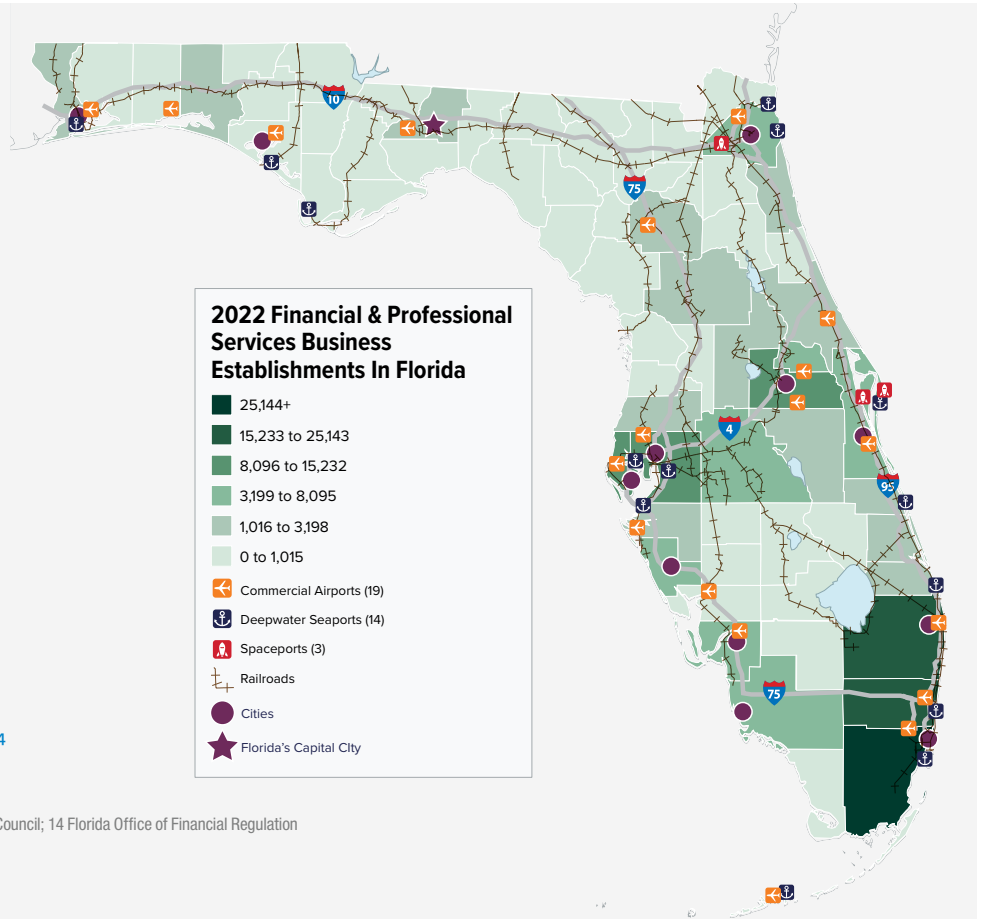 10
75
4
95
75
2022 Financial & Professional
Services Business
Establishments In Florida
25,144+
15,233 to 25,143
8,096 to 15,232
3,199 to 8,095
1,016 to 3,198
0 to 1,015
Commercial Airports (19)
Deepwater Seaports (14)
Spaceports (3)
Railroads
Cities
Florida's Capital CIty
4
Council; 14 Florida Office of Financial Regulation